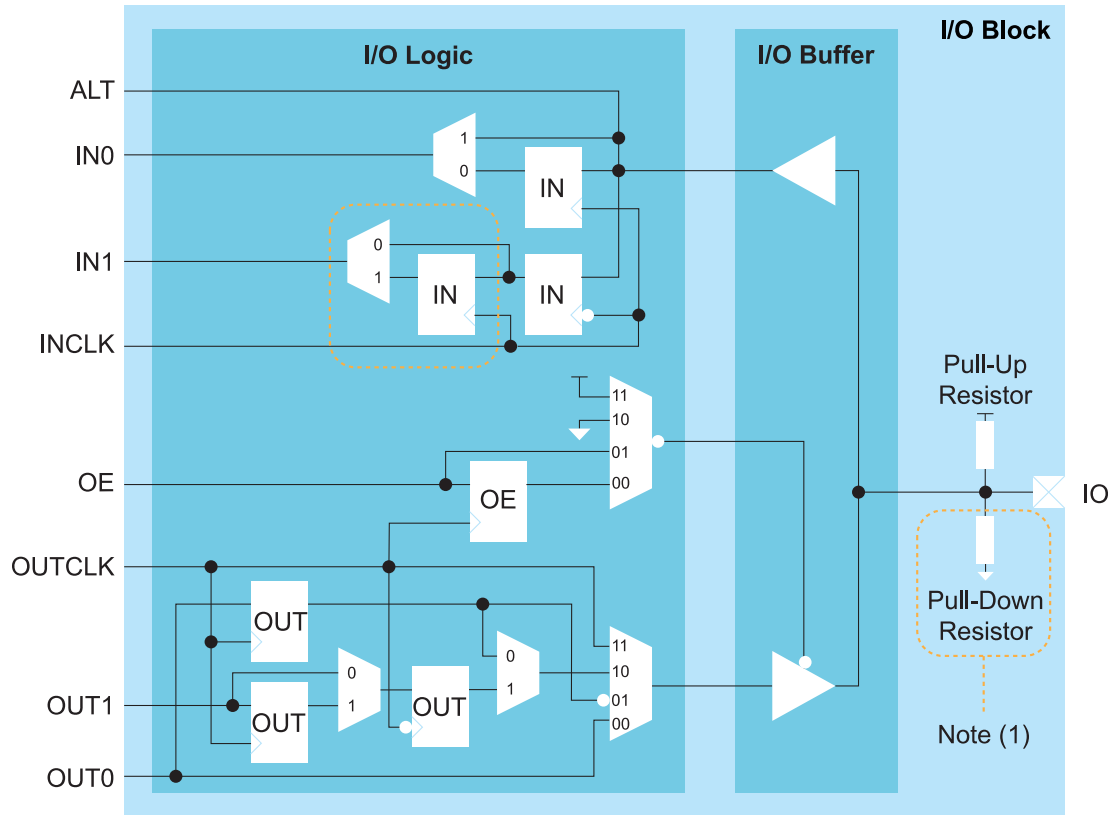 I/O Block
I/O Logic
I/O Buffer
ALT
IN0
1
0
IN
IN1
0
1
IN
IN
INCLK
Pull-Up
Resistor
11
10
01
00
OE
OE
IO
OUTCLK
OUT
Pull-Down
Resistor
0
1
11
10
01
00
0
1
OUT1
OUT
OUT
Note (1)
OUT0